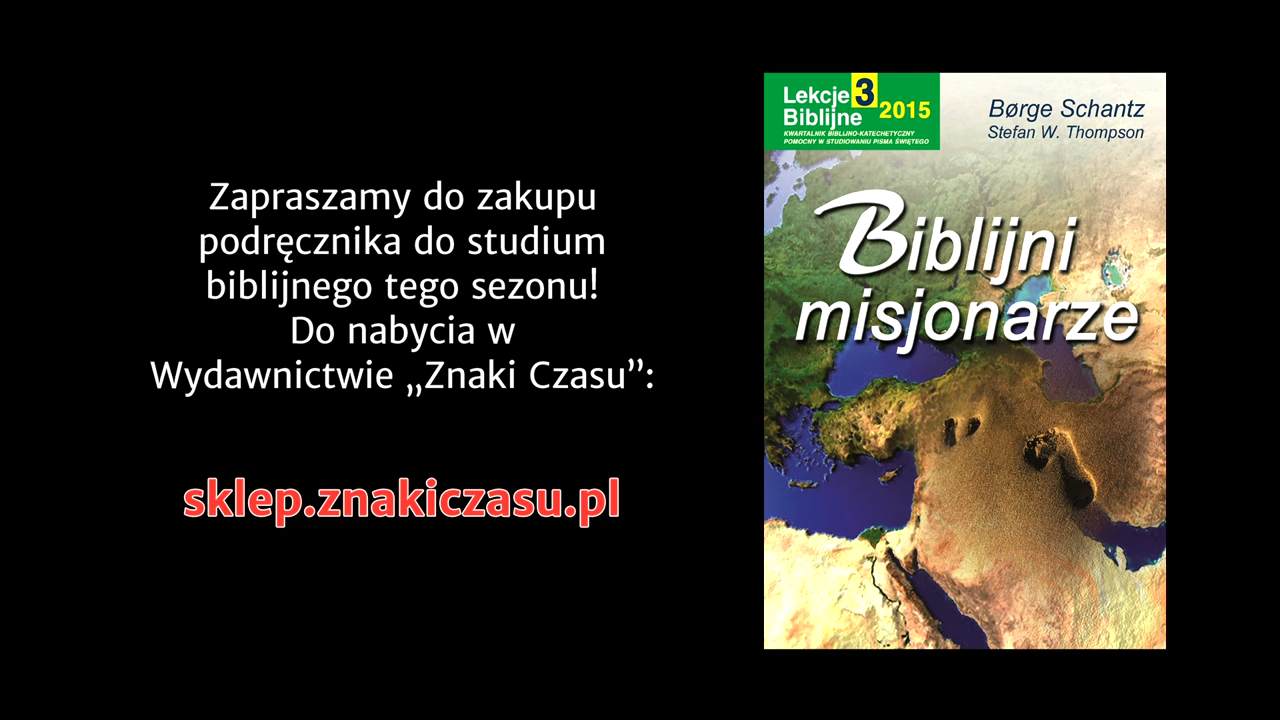 Zapraszamy do zakupu
podręcznika do studium
biblijnego tego sezonu!
Do nabycia w
Wydawnictwie „Znaki Czasu”:
sklep.znakiczasu.pl
Lekcje 3 2015
Biblijne
KWARTALNIK BIBLIJNO-KATECHETYCZNY
POMOCNY W STUDIOWANIU PISMA ŚWIĘTEGO
Børge Schantz
Stefan W. Thompson
Biblijni
misjonarze